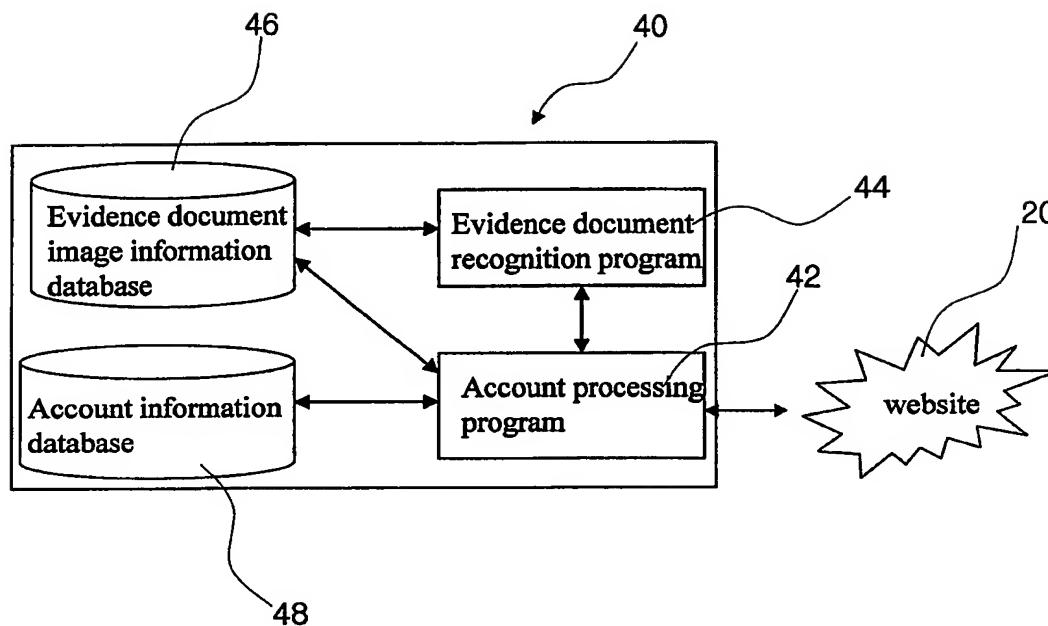 46
40
Evidence document
image information
database
Evidence document
recognition program
44
20
42
Account information
database
Account processing
program
website
48